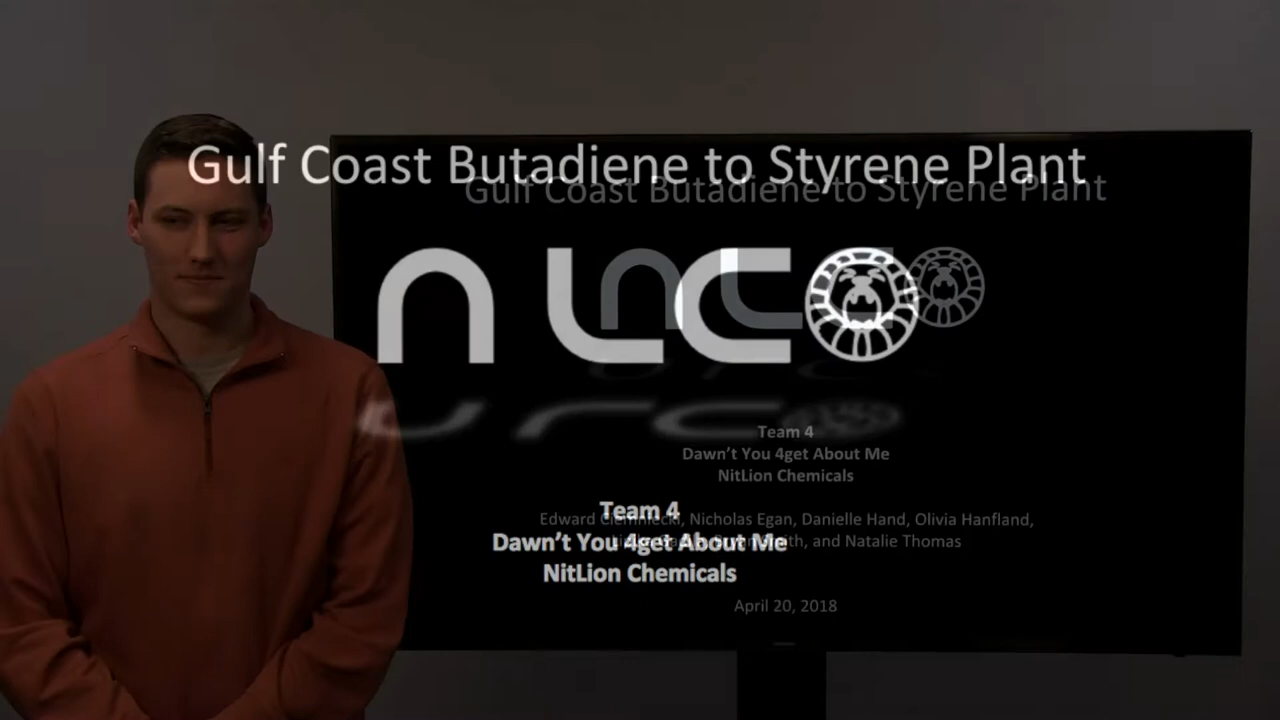 Gulf Coast Butadiene to Styrene Plant
Gulf Coast Butadiene to Styrene Plant
nLC
Team 4
Dawn't You 4get About Me
NitLion Chemicals
Team 4
Dawn't You 4get About Me
NitLion Chemicals
Edward Nicholas Egan, Danielle Hand, Olivia Hanfland,
and Natalie Thomas
April 20, 2018